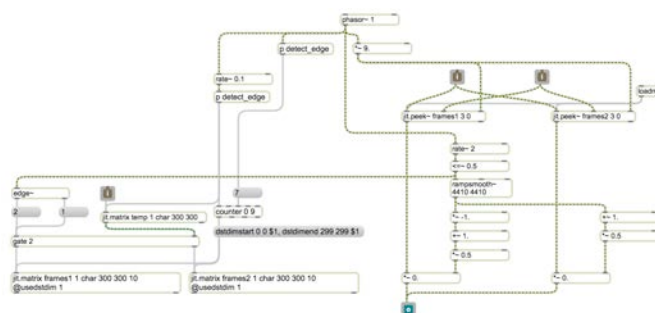 phasor~ 1
p detect_edge
*~ 9.
rate~ 0.1
p detect_edge
jit.peek~ frames1 3 0
jit.peek~ frames2 3 0
rate~ 2
<=~ 0.5
edge~
rampsmooth~
4410 4410
2
1
jit.matrix temp 1 char 300 300
7
counter 0 9
*~ -1.
+~ 1.
dstdimstart 0 0 $1, dstdimend 299 299 $1
gate 2
+~ 1.
*~ 0.5
*~ 0.5
jit.matrix frames1 1 char 300 300 10
@usedstdim 1
jit.matrix frames2 1 char 300 300 10
@usedstdim 1
*~ 0.
*~ 0.